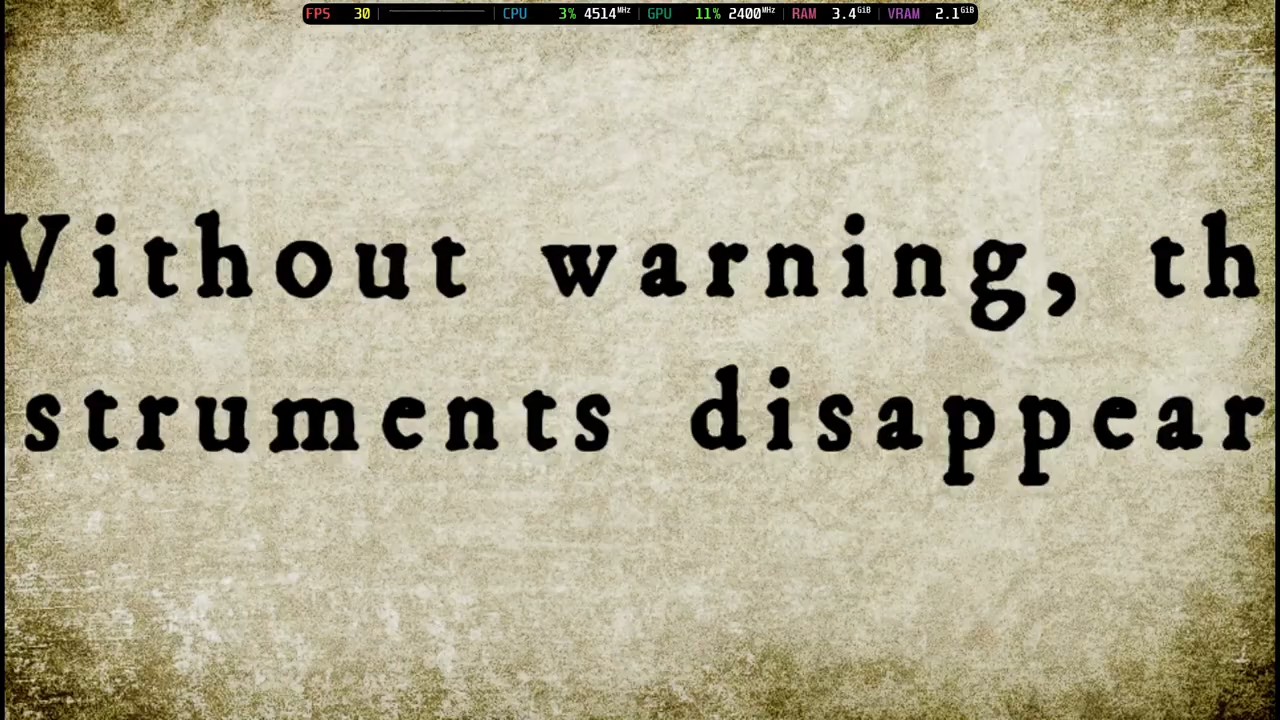 FPS 30 CPU 3% 4514MHz GPU 11% 2400MHz RAM 3.4GiB VRAM 2.1GiB
Without warning, th
struments disappear